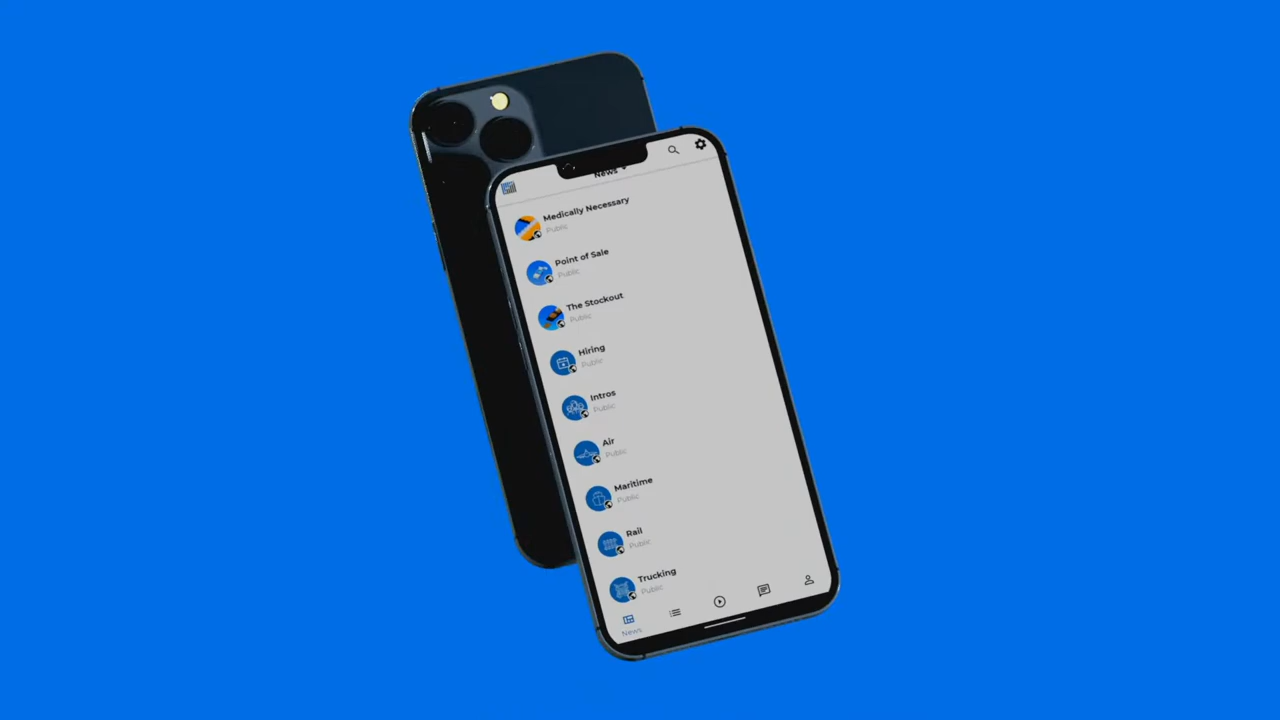 News
Medically Necessary
Public
Point of Sale
Public
The Stockout
Public
Hiring
Public
Intros
Public
Air
Public
Maritime
Public
Rail
Public
Trucking
Public
News